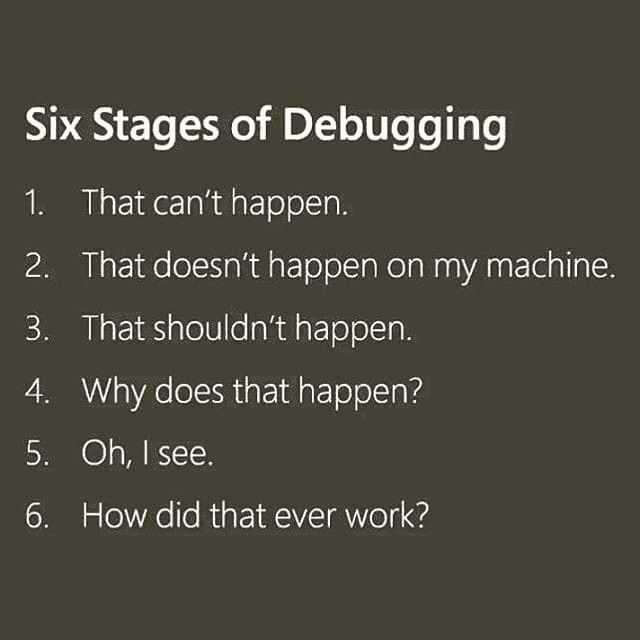 Six Stages of Debugging
1. That can’t happen.
2. That doesn’t happen on my machine.
3. That shouldn’t happen.
4. Why does that happen?
5. Oh, I see.
6. How did that ever work?